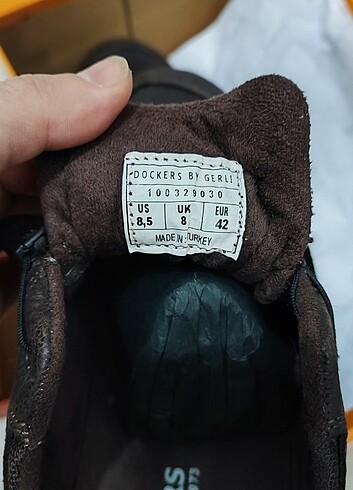 DOCKERS BY GERLI
100329030
US UK EUR
8,5 8 42
MADE IN TURKEY